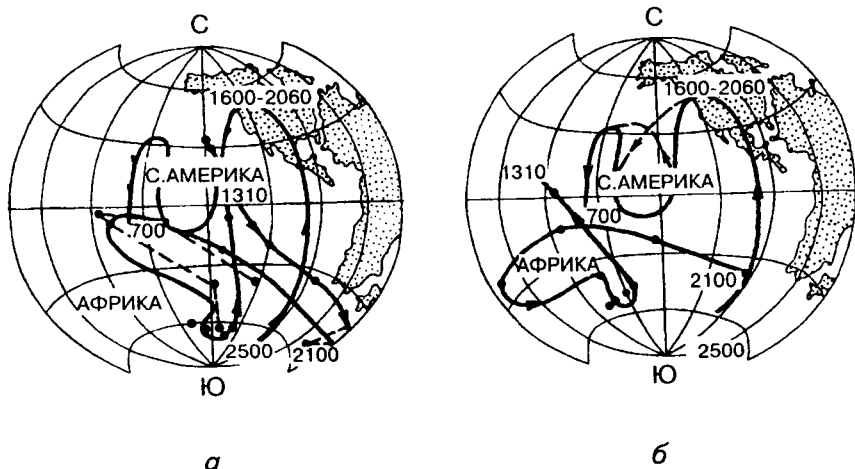 С
1600-2060
С. АМЕРИКА
1310
700
АФРИКА
2500
2100
Ю
а
С
1600-2060
1310
С. АМЕРИКА
700
АФРИКА
2100
2500
Ю
б